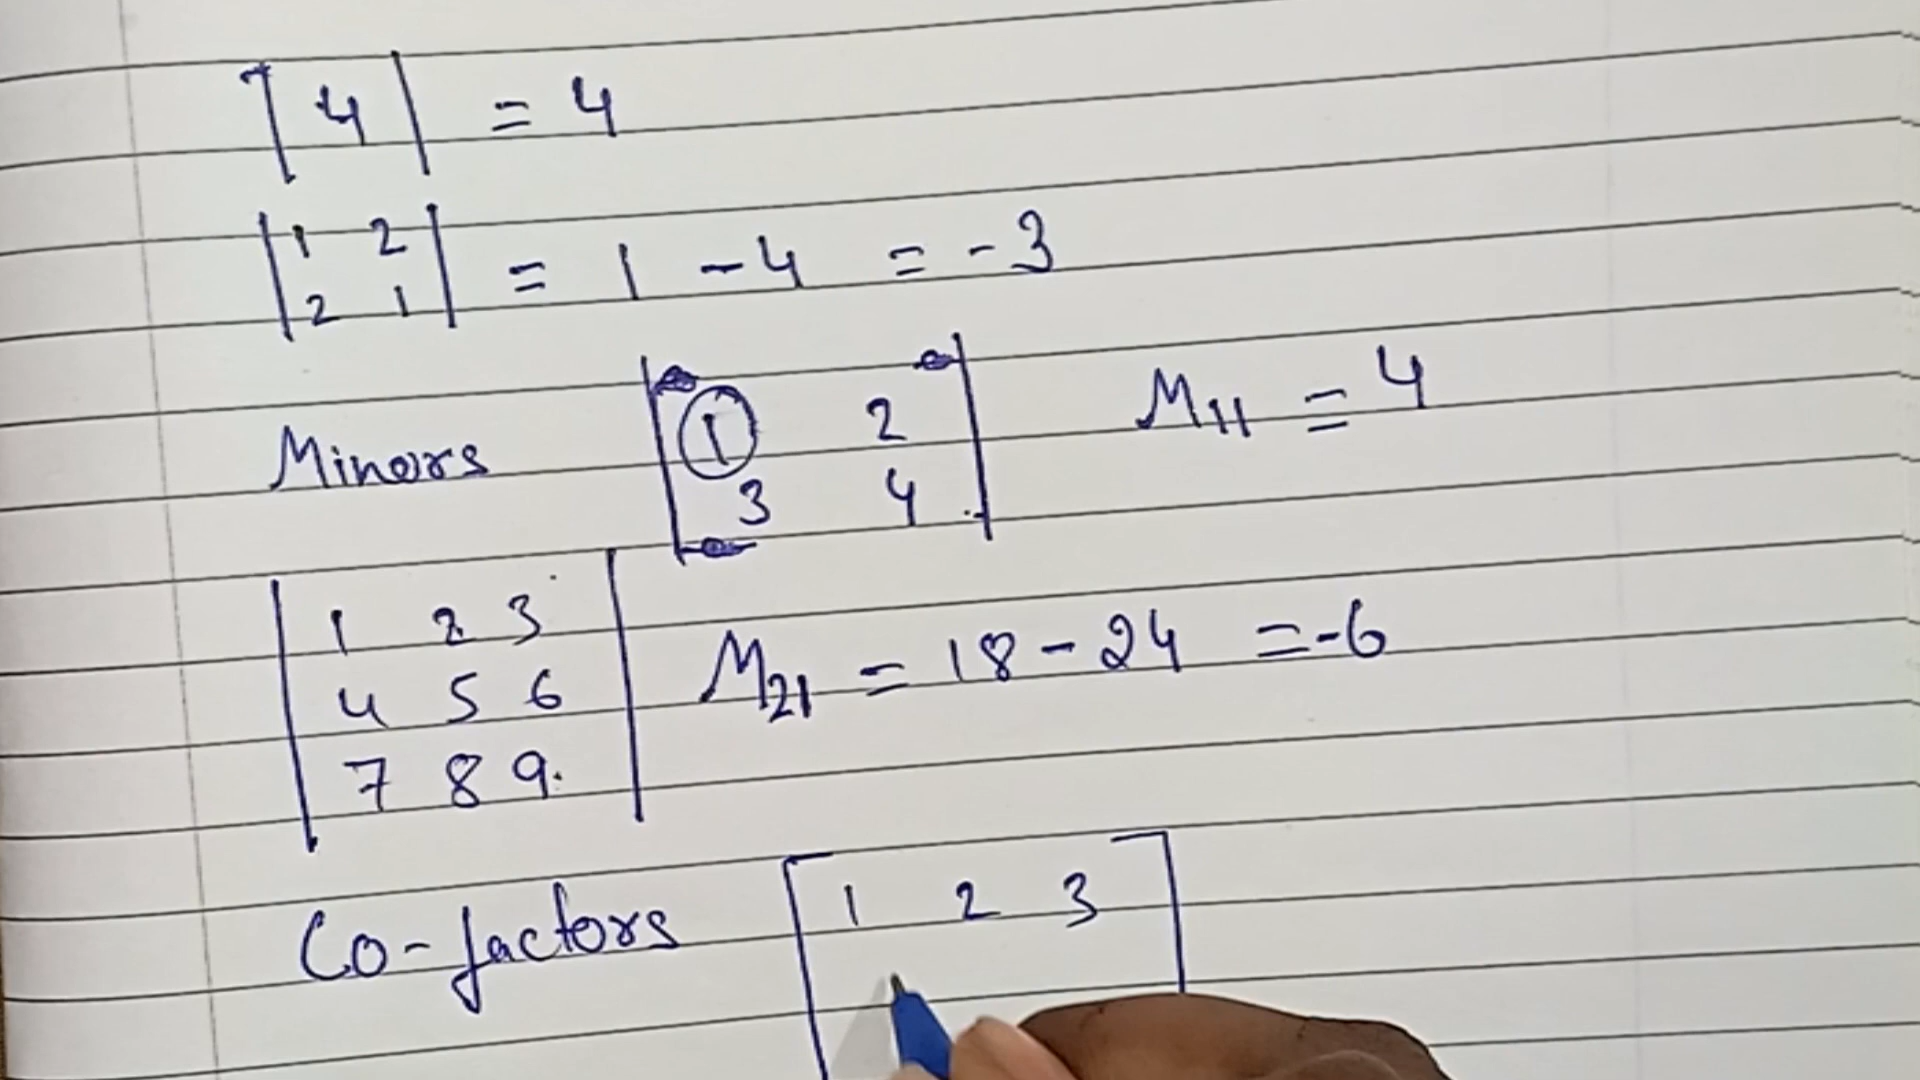 |4| = 4
|1 2
2 1| = 1 - 4 = -3
Minors |1 2
3 4| M11 = 4
|1 2 3
4 5 6
7 8 9.| M21 = 18 - 24 = -6
Co-factors [1 2 3]